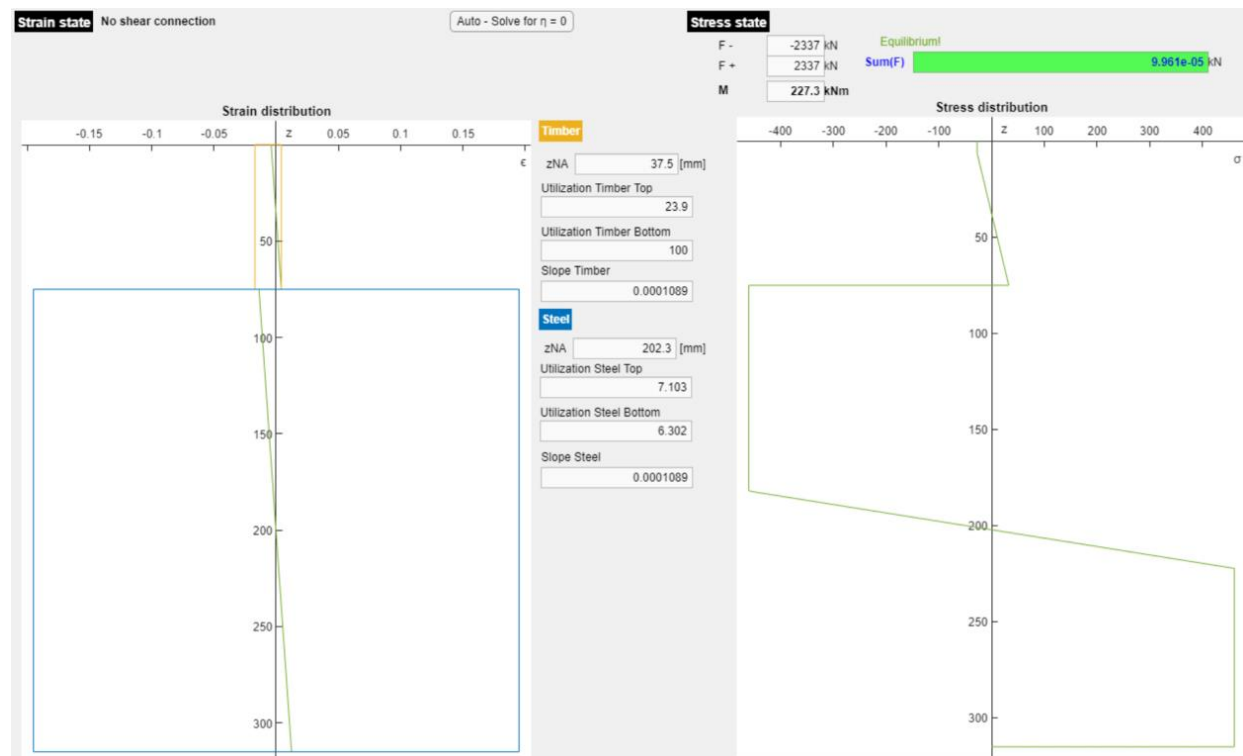 Strain state No shear connection
Auto - Solve for η = 0
Stress state
F - -2337 kN
F + 2337 kN
Equilibrium!
Sum(F) 9.961e-05 kN
M 227.3 kNm
Strain distribution
-0.15 -0.1 -0.05 z 0.05 0.1 0.15
ϵ
50
100
150
200
250
300
Timber
zNA 37.5 [mm]
Utilization Timber Top
23.9
Utilization Timber Bottom
100
Slope Timber
0.0001089
Steel
zNA 202.3 [mm]
Utilization Steel Top
7.103
Utilization Steel Bottom
6.302
Slope Steel
0.0001089
Stress distribution
-400 -300 -200 -100 z 100 200 300 400
σ
50
100
150
200
250
300